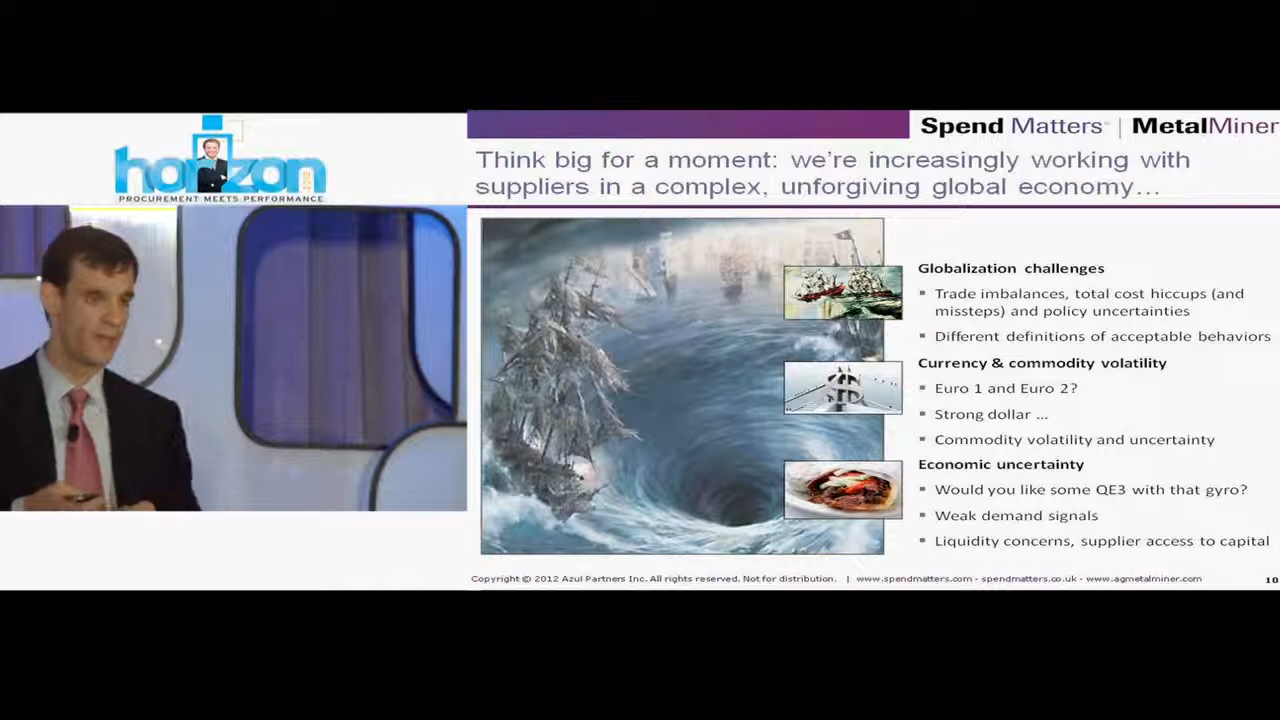 horizon
2012
PROCUREMENT MEETS PERFORMANCE
Spend Matters | MetalMiner
Think big for a moment: we're increasingly working with
suppliers in a complex, unforgiving global economy...
Globalization challenges
▪ Trade imbalances, total cost hiccups (and
missteps) and policy uncertainties
▪ Different definitions of acceptable behaviors
Currency & commodity volatility
▪ Euro 1 and Euro 2?
▪ Strong dollar ...
▪ Commodity volatility and uncertainty
Economic uncertainty
▪ Would you like some QE3 with that gyro?
▪ Weak demand signals
▪ Liquidity concerns, supplier access to capital
Copyright © 2012 Azul Partners Inc. All rights reserved. Not for distribution. | www.spendmatters.com - spendmatters.co.uk - www.agmetalminer.com
10